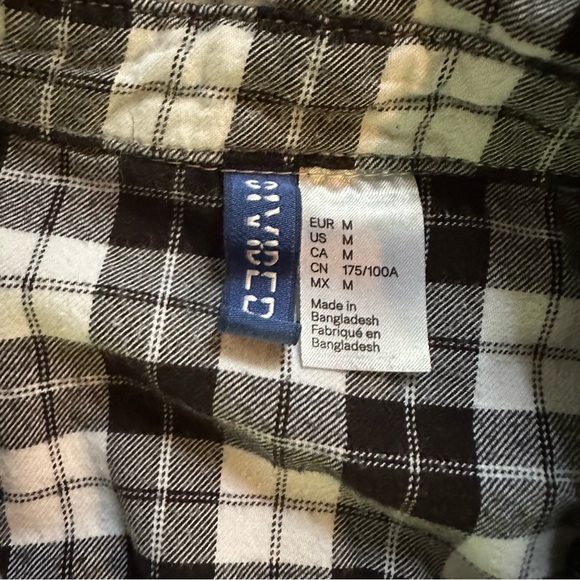 DIVIDED
EUR M
US M
CA M
CN 175/100A
MX M
Made in
Bangladesh
Fabriqué en
Bangladesh